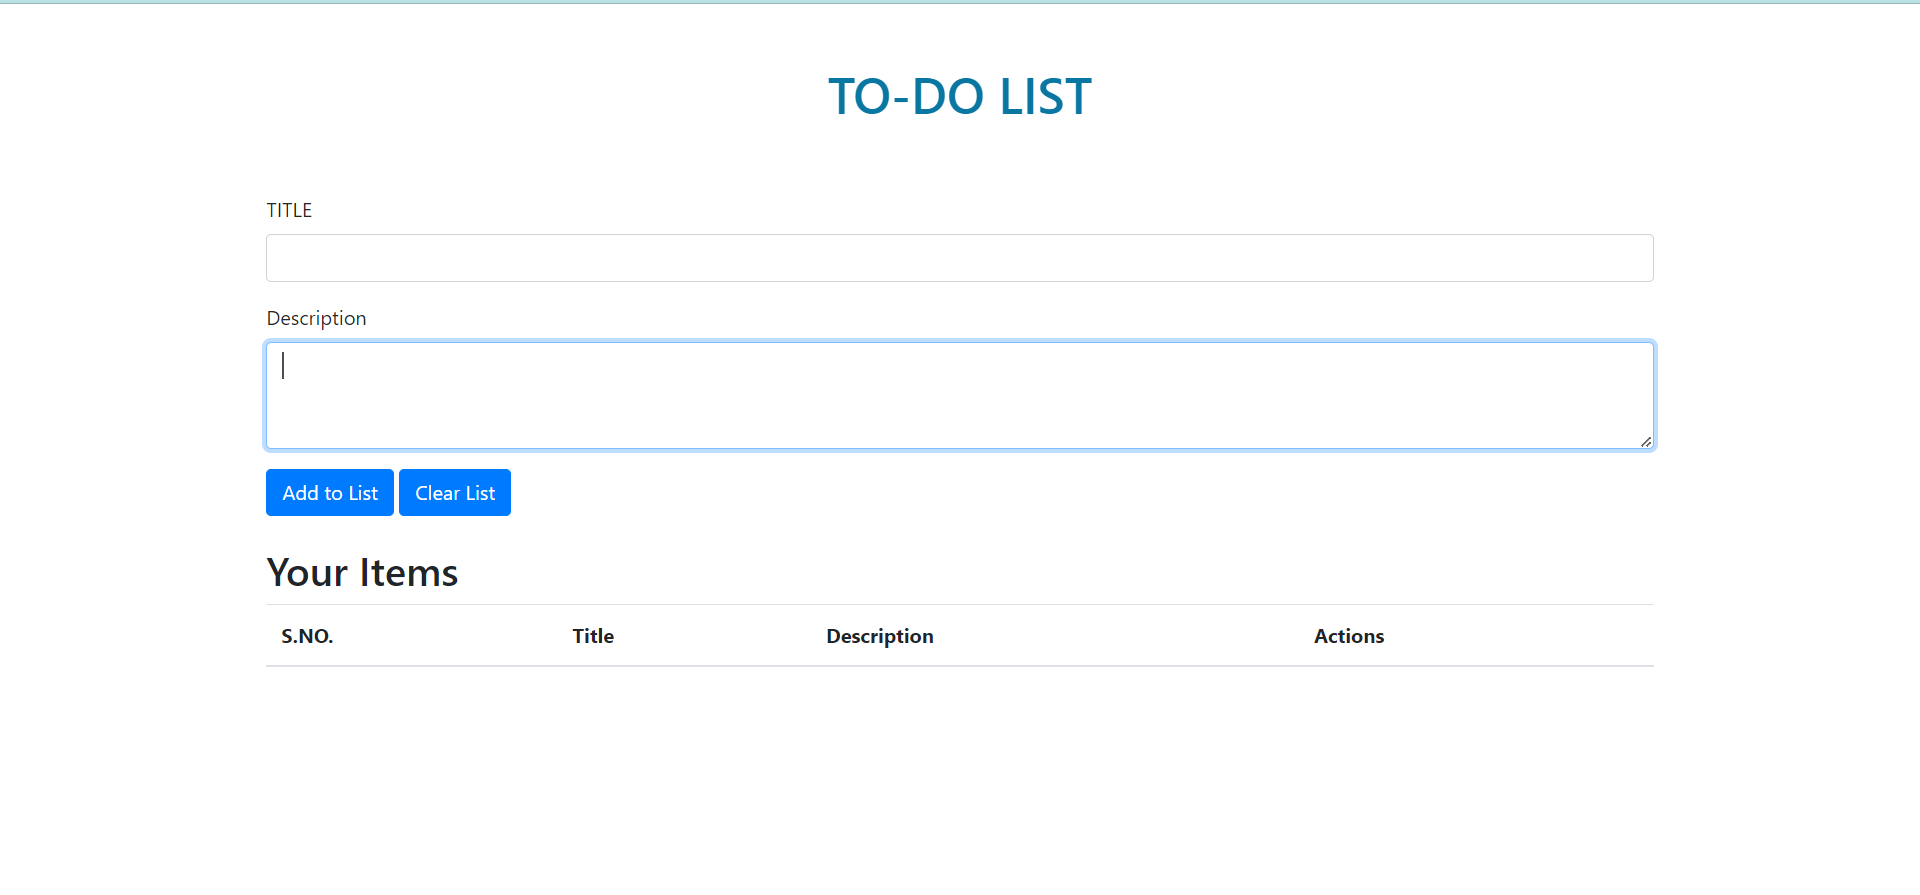 TO-DO LIST
TITLE
Description
Add to List Clear List
Your Items
S.NO. Title Description Actions